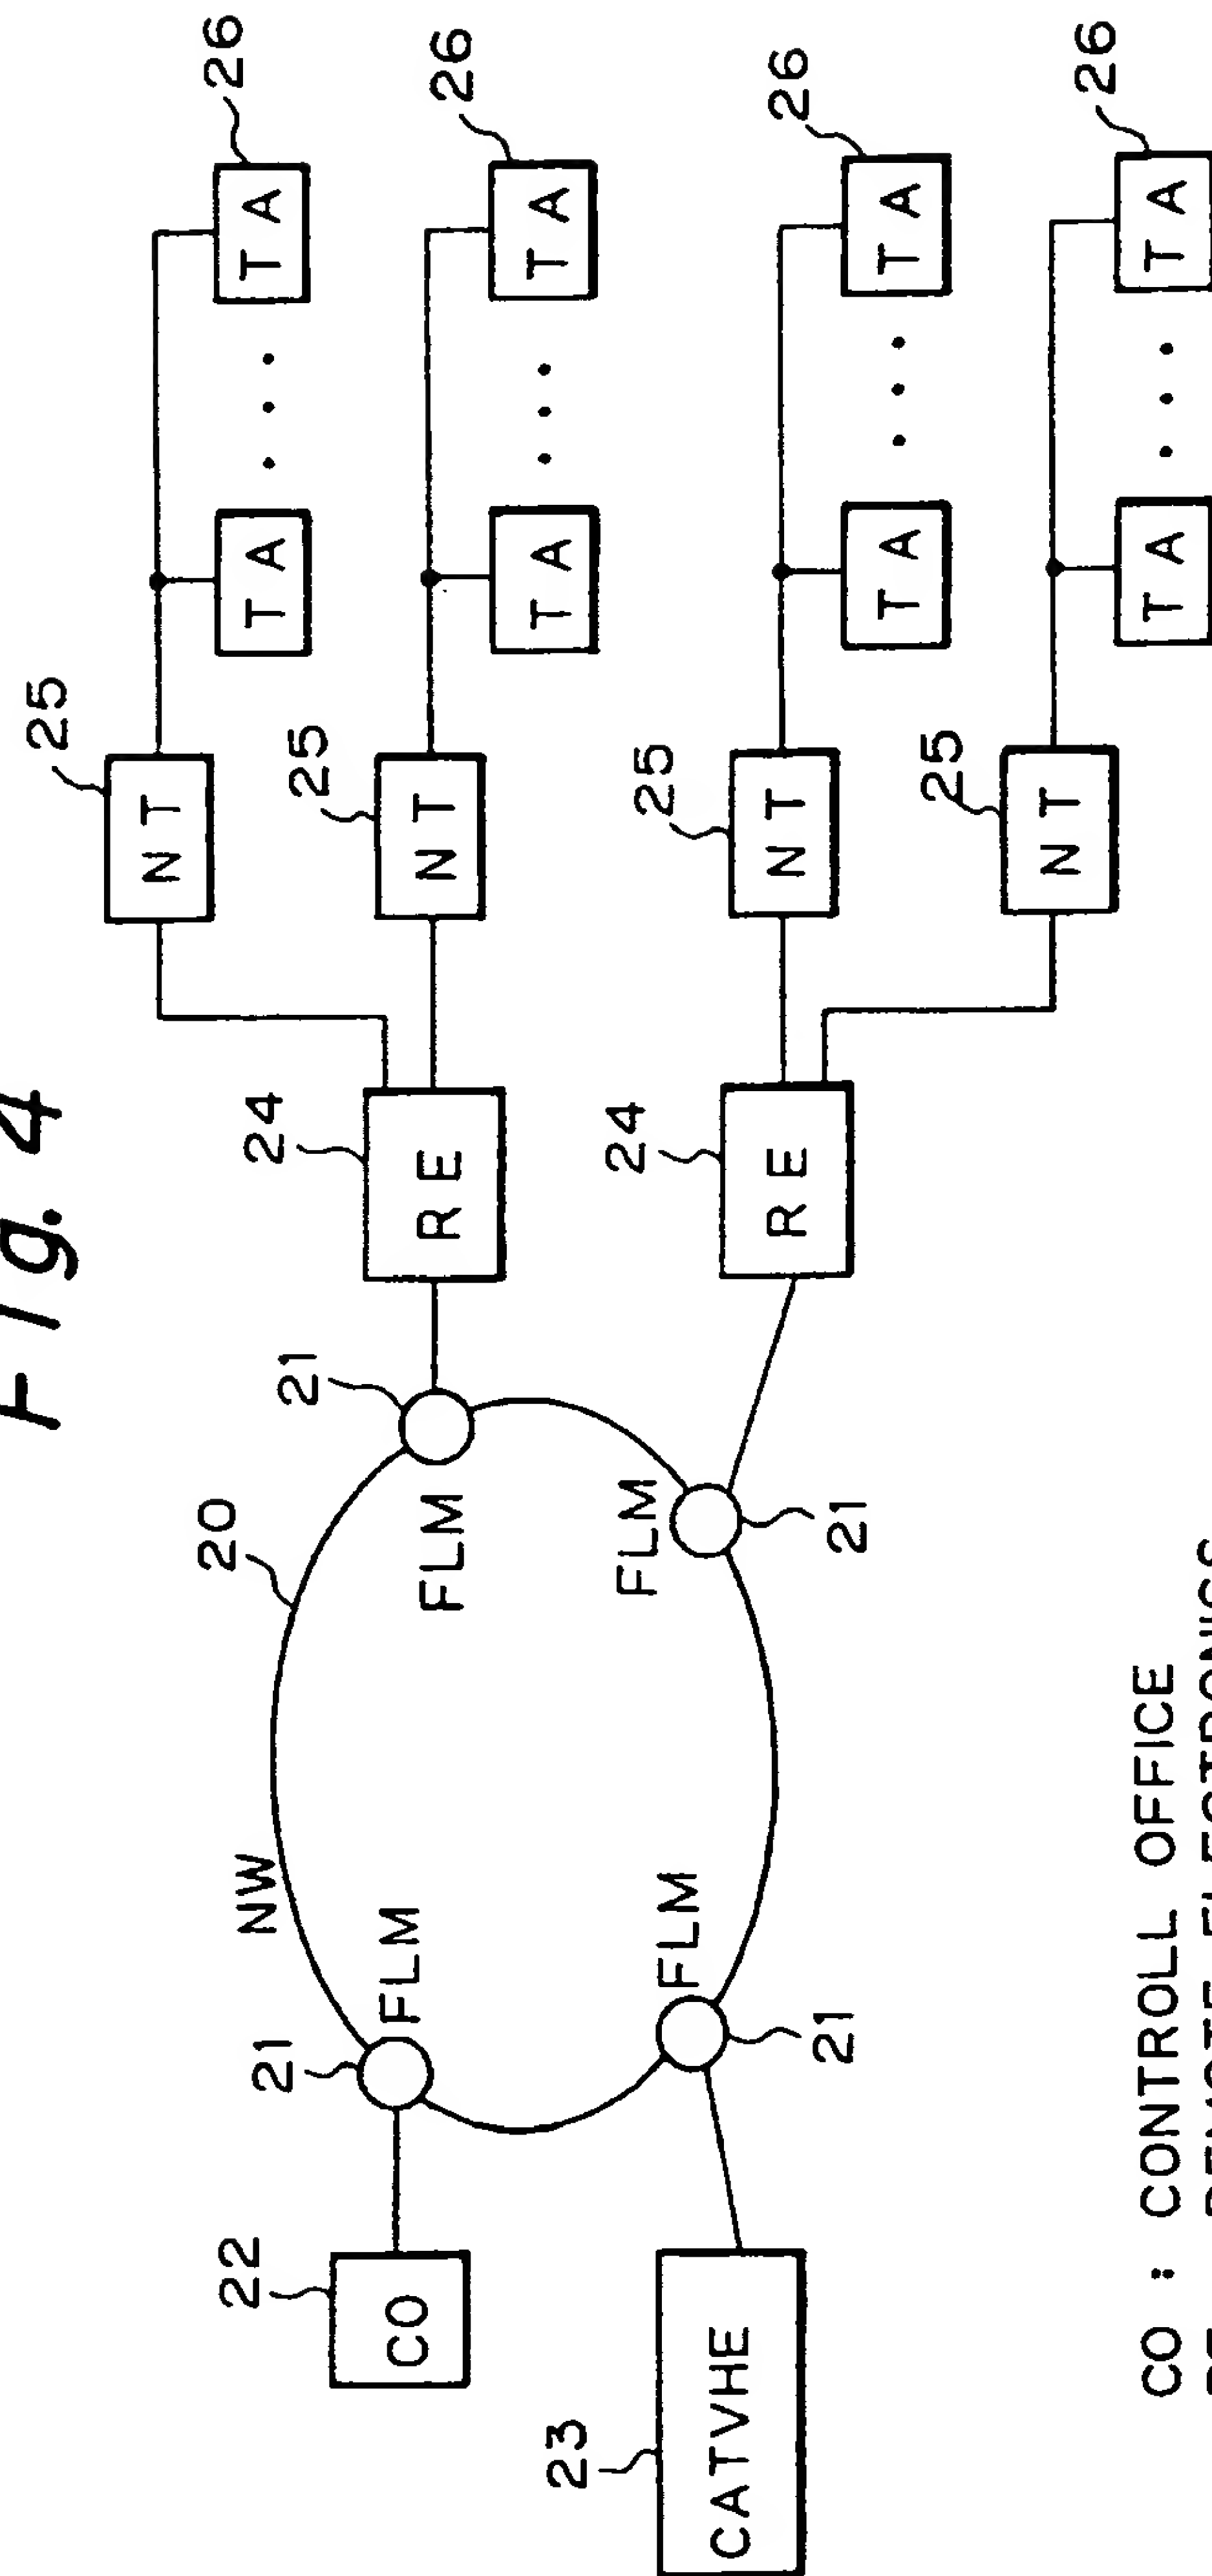 Fig. 4
25
26
NT
TA
TA
20
NW
21
24
25
26
21
FLM
FLM
RE
NT
TA
TA
22
CO
24
25
26
23
CATVHE
FLM
FLM
RE
NT
TA
TA
21
21
25
26
NT
TA
TA
CO : CONTROLL OFFICE